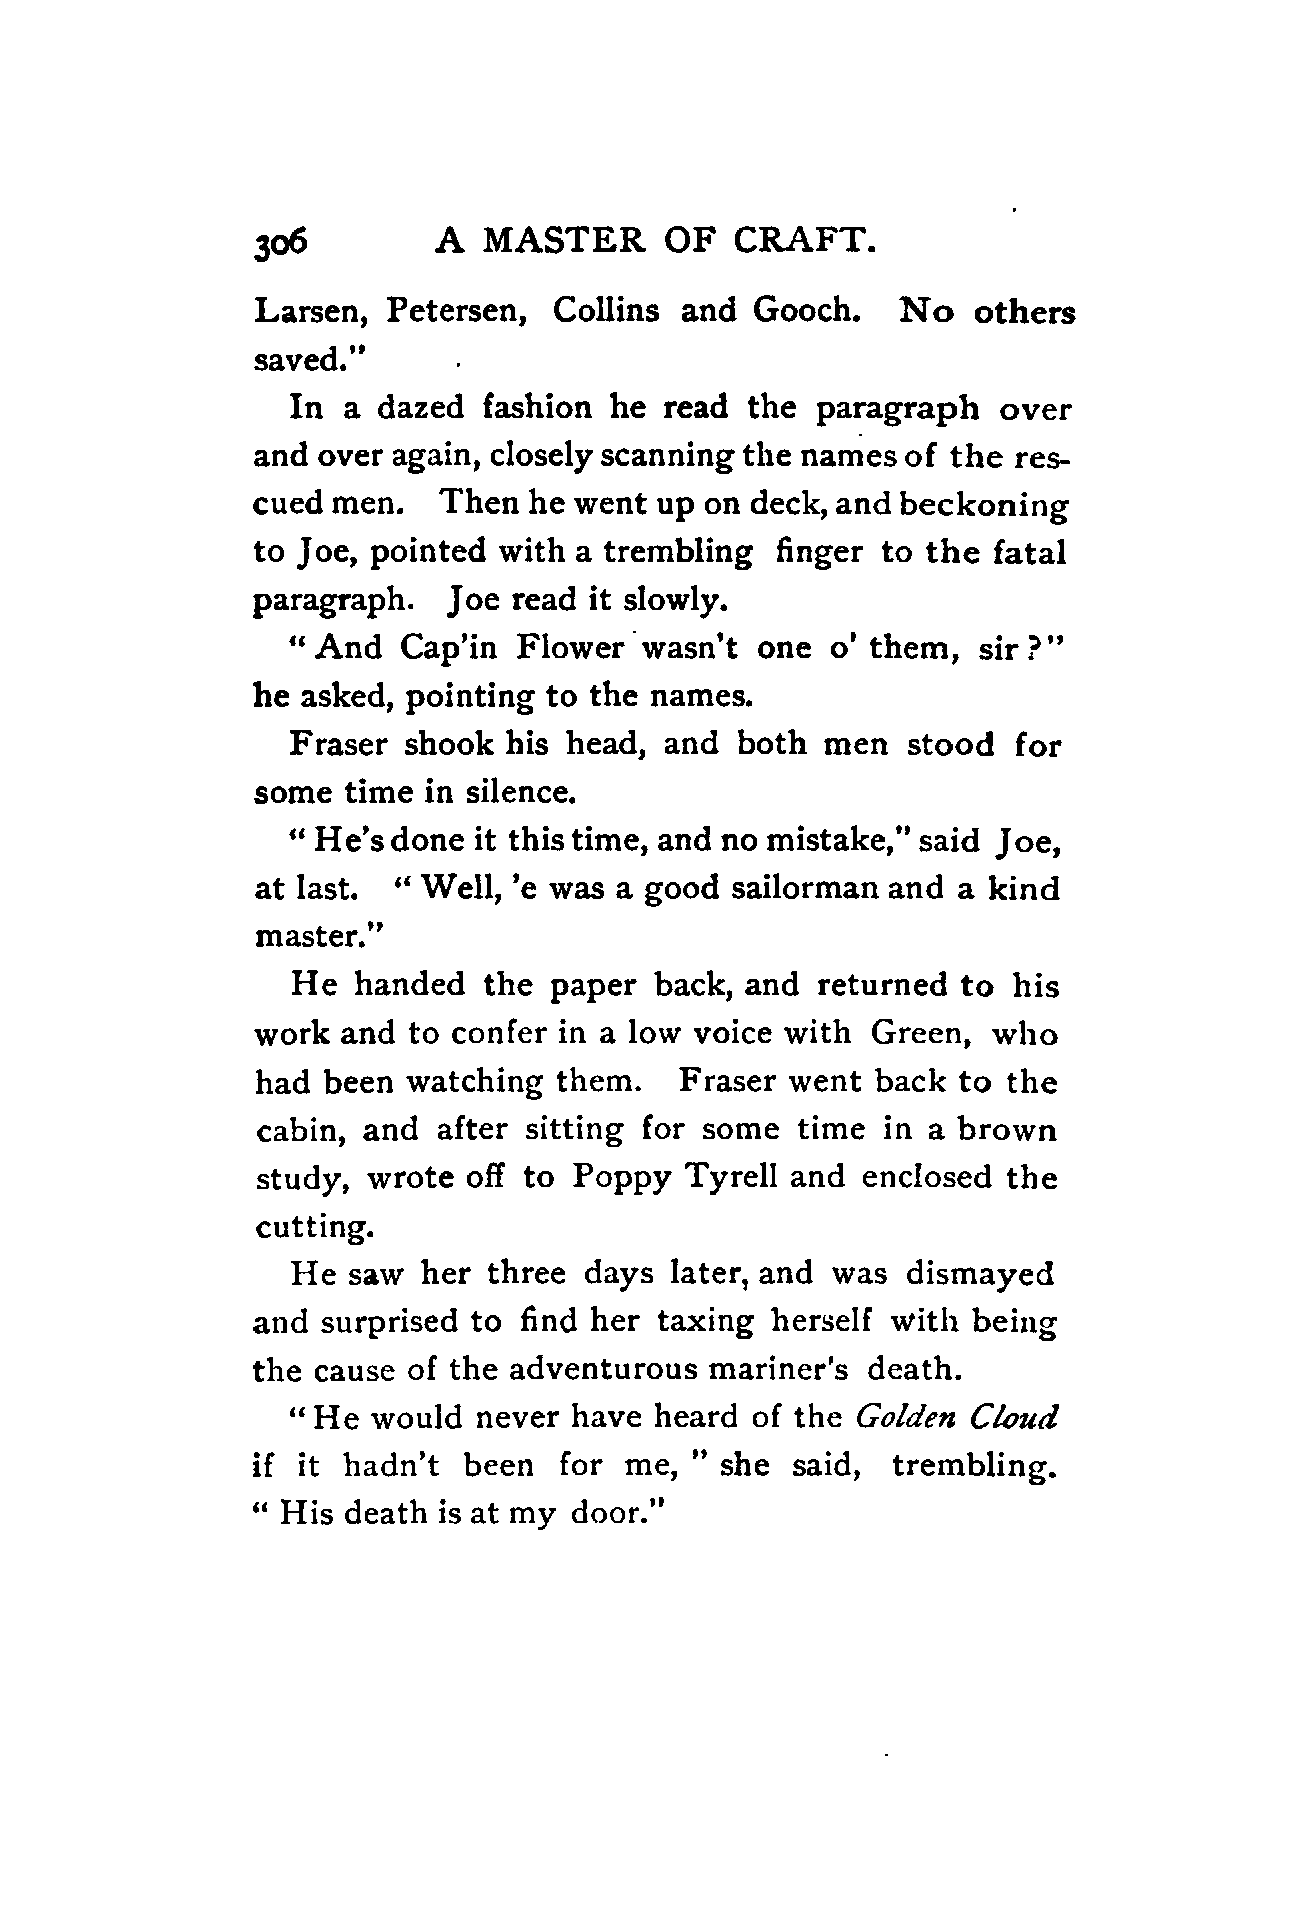 306 A MASTER OF CRAFT.
Larsen, Petersen, Collins and Gooch. No others
saved."
In a dazed fashion he read the paragraph over
and over again, closely scanning the names of the res-
cued men. Then he went up on deck, and beckoning
to Joe, pointed with a trembling finger to the fatal
paragraph. Joe read it slowly.
"And Cap'in Flower wasn't one o' them, sir?"
he asked, pointing to the names.
Fraser shook his head, and both men stood for
some time in silence.
"He's done it this time, and no mistake," said Joe,
at last. "Well, 'e was a good sailorman and a kind
master."
He handed the paper back, and returned to his
work and to confer in a low voice with Green, who
had been watching them. Fraser went back to the
cabin, and after sitting for some time in a brown
study, wrote off to Poppy Tyrell and enclosed the
cutting.
He saw her three days later, and was dismayed
and surprised to find her taxing herself with being
the cause of the adventurous mariner's death.
"He would never have heard of the Golden Cloud
if it hadn't been for me," she said, trembling.
"His death is at my door."